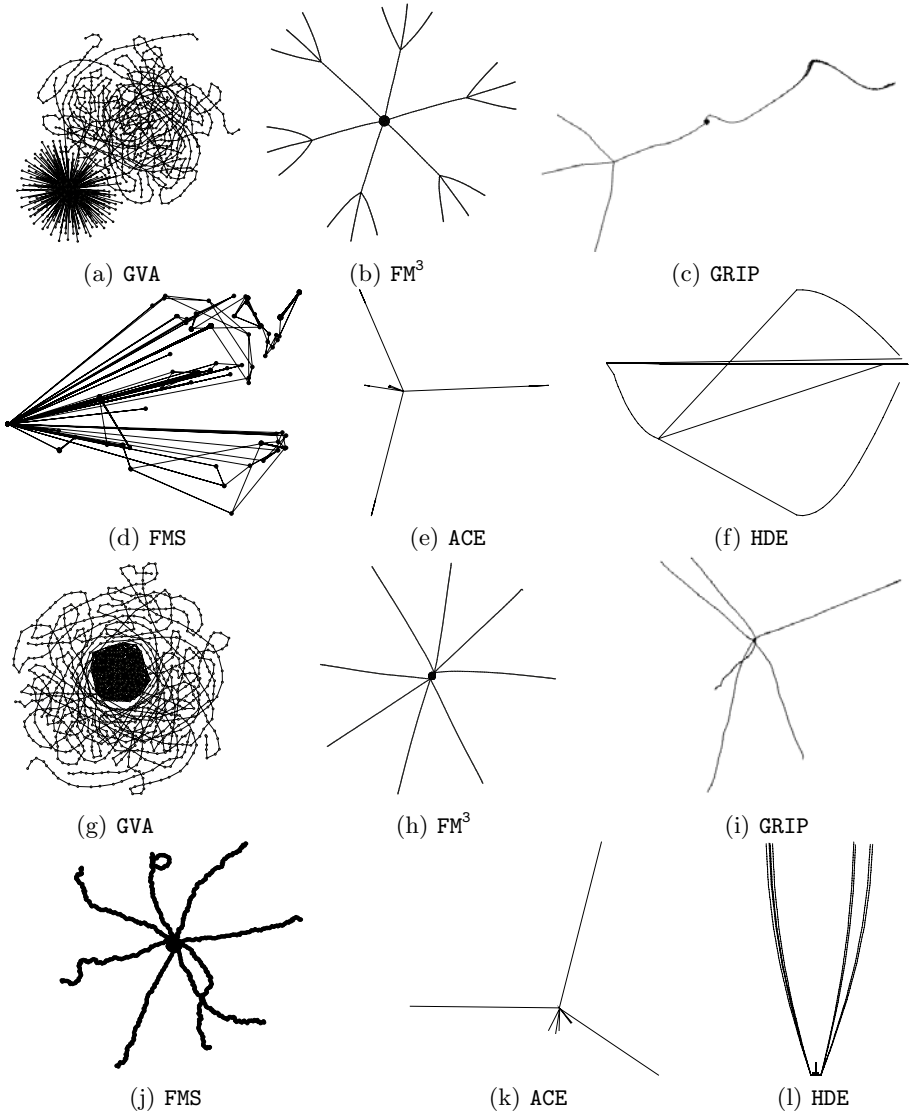 (a) GVA
(b) FM³
(c) GRIP
(d) FMS
(e) ACE
(f) HDE
(g) GVA
(h) FM³
(i) GRIP
(j) FMS
(k) ACE
(l) HDE